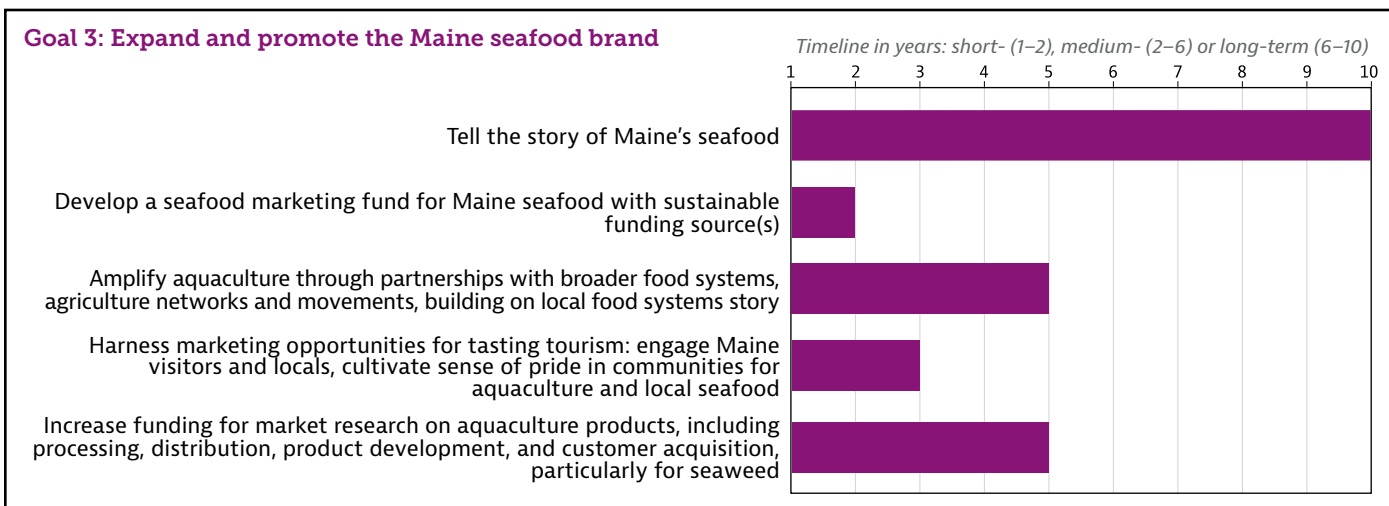 Goal 3: Expand and promote the Maine seafood brand
Timeline in years: short- (1–2), medium- (2–6) or long-term (6–10)
1 2 3 4 5 6 7 8 9 10
Tell the story of Maine’s seafood
Develop a seafood marketing fund for Maine seafood with sustainable
funding source(s)
Amplify aquaculture through partnerships with broader food systems,
agriculture networks and movements, building on local food systems story
Harness marketing opportunities for tasting tourism: engage Maine
visitors and locals, cultivate sense of pride in communities for
aquaculture and local seafood
Increase funding for market research on aquaculture products, including
processing, distribution, product development, and customer acquisition,
particularly for seaweed